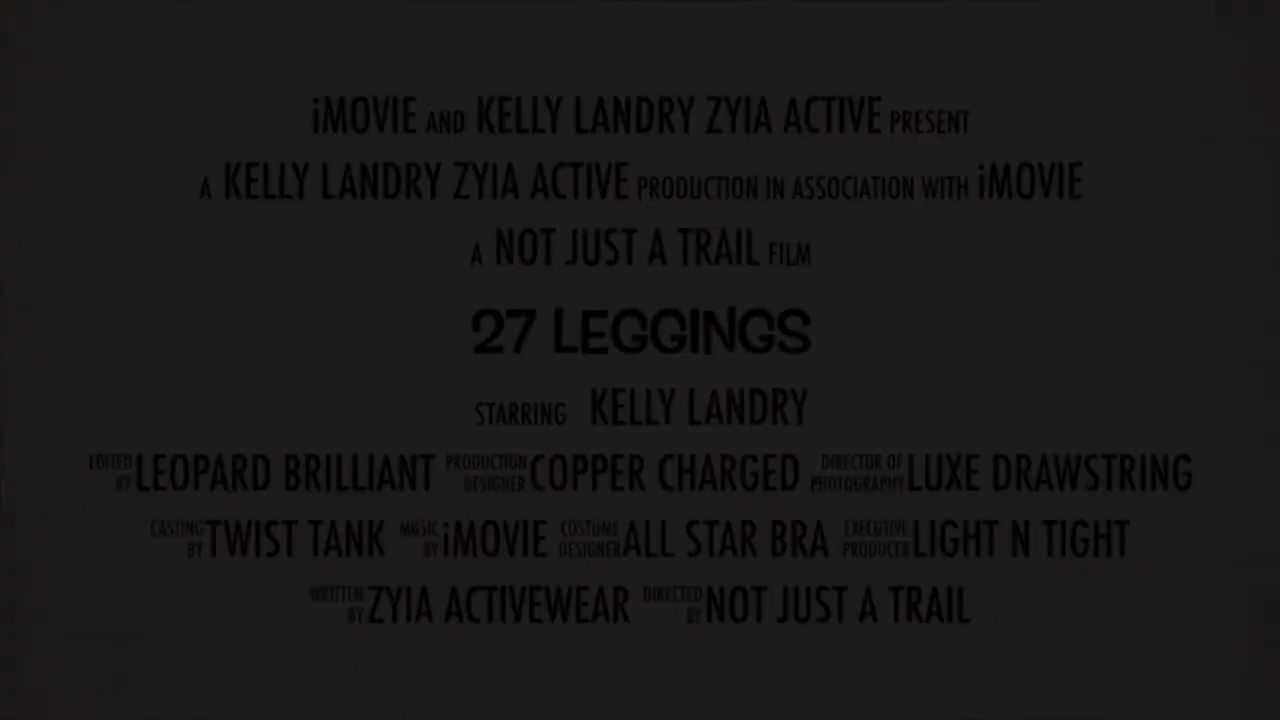 iMOVIE AND KELLY LANDRY ZYIA ACTIVE PRESENT
A KELLY LANDRY ZYIA ACTIVE PRODUCTION IN ASSOCIATION WITH iMOVIE
A NOT JUST A TRAIL FILM
27 LEGGINGS
STARRING KELLY LANDRY
EDITED BY LEOPARD BRILLIANT PRODUCTION DESIGNER COPPER CHARGED DIRECTOR OF PHOTOGRAPHY LUXE DRAWSTRING
CASTING BY TWIST TANK MUSIC BY iMOVIE COSTUME DESIGNER ALL STAR BRA EXECUTIVE PRODUCER LIGHT N TIGHT
WRITTEN BY ZYIA ACTIVEWEAR DIRECTED BY NOT JUST A TRAIL